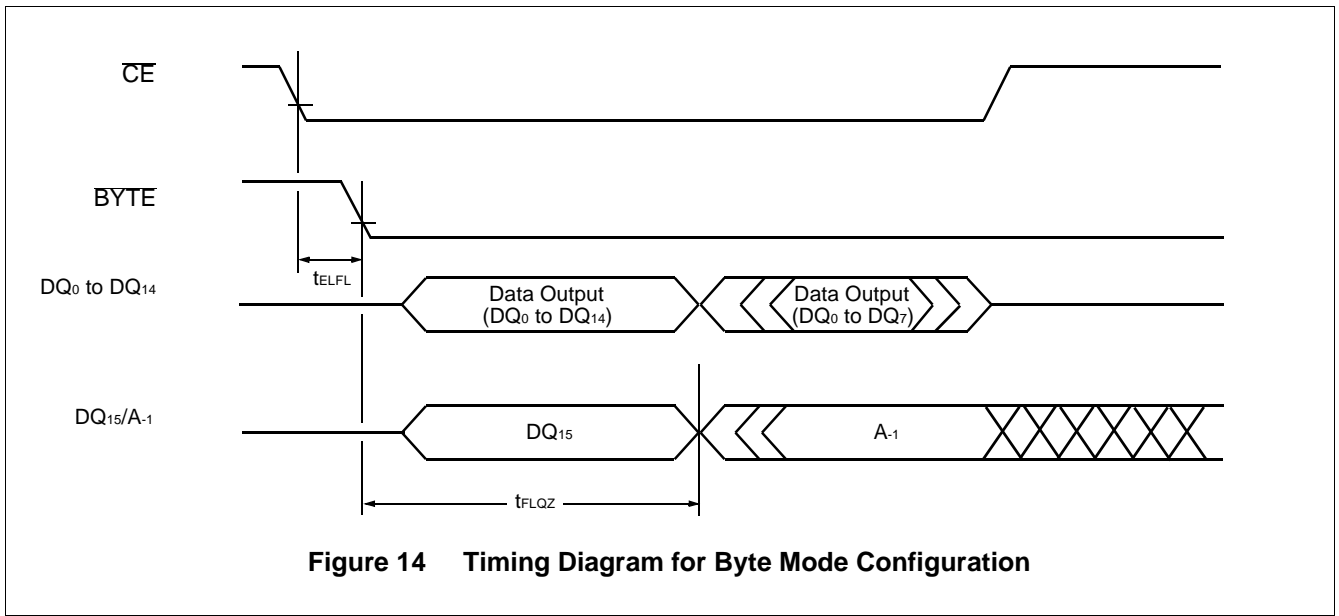 CE
BYTE
tELFL
DQ0 to DQ14
Data Output
(DQ0 to DQ14)
Data Output
(DQ0 to DQ7)
DQ15/A-1
DQ15
A-1
tFLQZ
Figure 14 Timing Diagram for Byte Mode Configuration